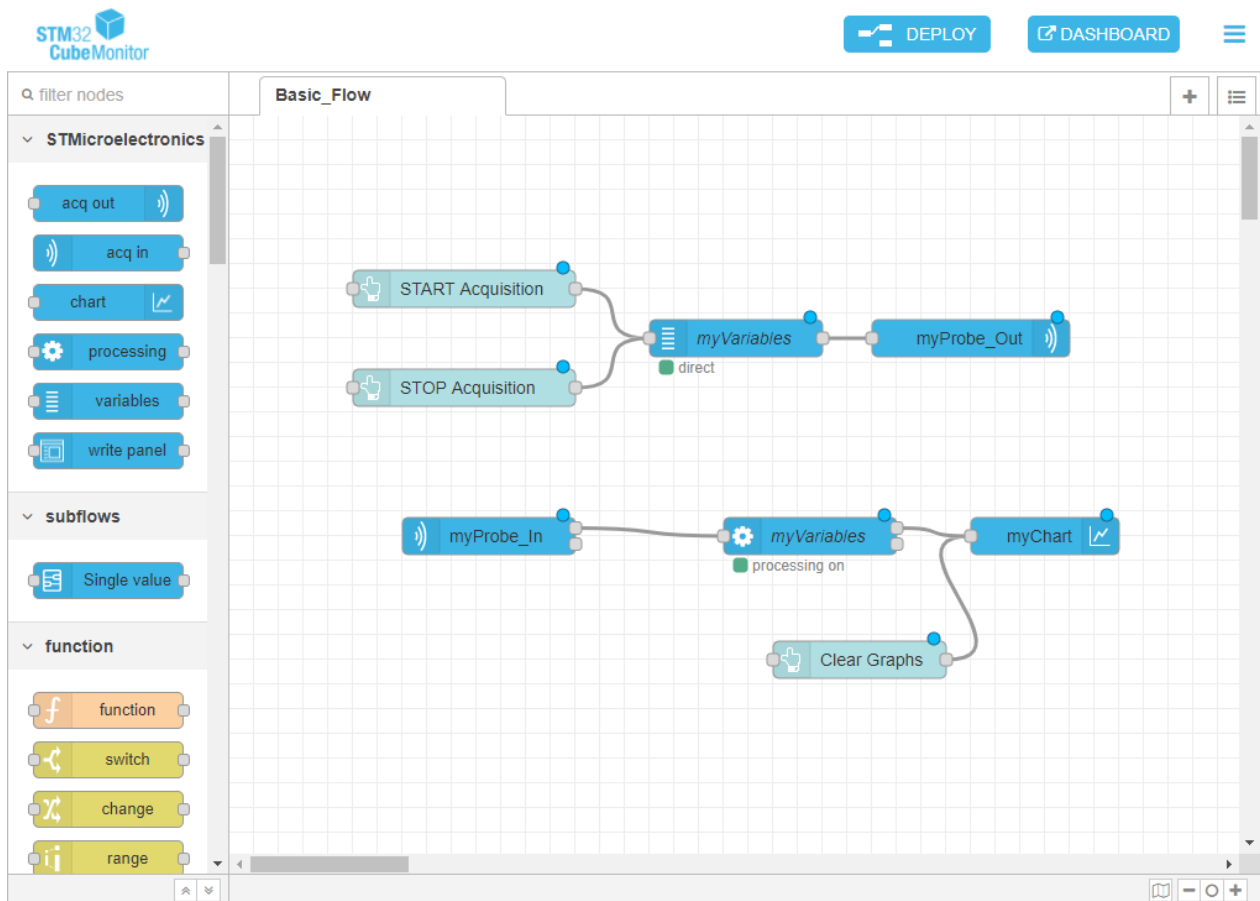 STM32
CubeMonitor
DEPLOY
DASHBOARD
filter nodes
Basic_Flow
STMicroelectronics
acq out
acq in
chart
processing
variables
write panel
subflows
Single value
function
function
switch
change
range
START Acquisition
STOP Acquisition
myVariables
direct
myProbe_Out
myProbe_In
myVariables
processing on
myChart
Clear Graphs